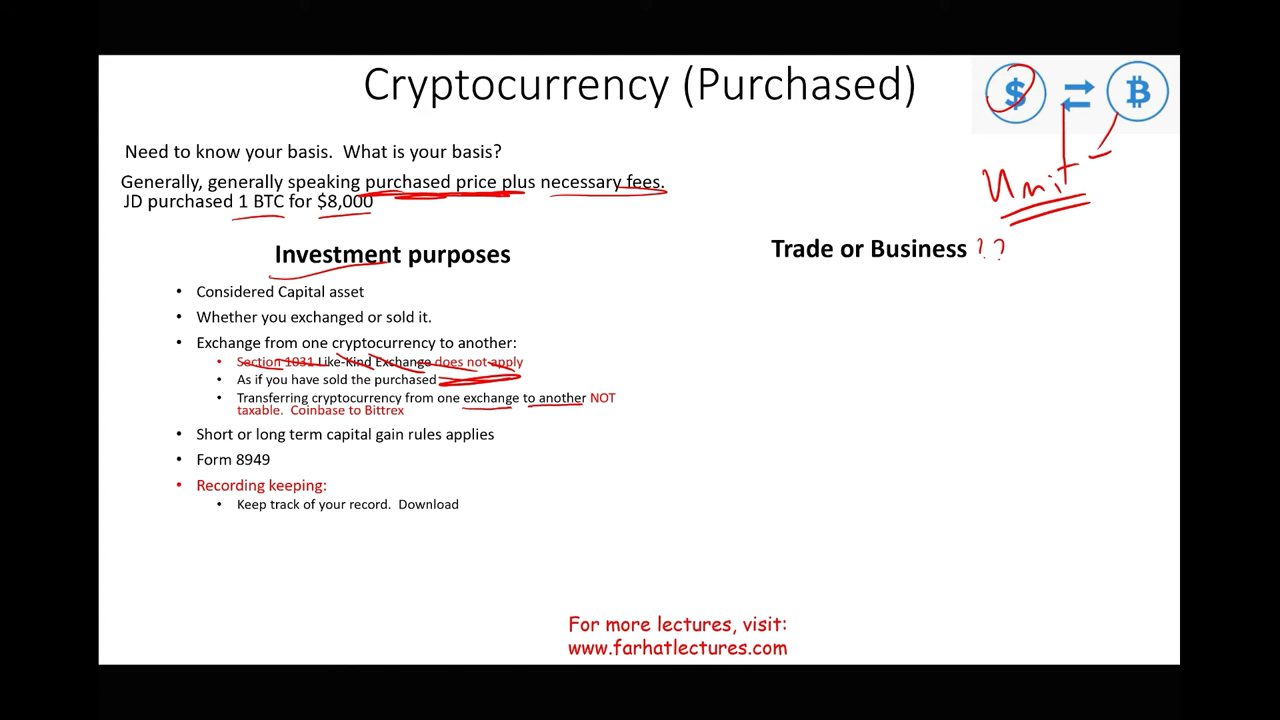 Cryptocurrency (Purchased)
$ ₿
Unit
Need to know your basis. What is your basis?
Generally, generally speaking purchased price plus necessary fees.
JD purchased 1 BTC for $8,000
Investment purposes
Trade or Business ??
• Considered Capital asset
• Whether you exchanged or sold it.
• Exchange from one cryptocurrency to another:
• Section 1031 Like-Kind Exchange does not apply
• As if you have sold the purchased
• Transferring cryptocurrency from one exchange to another NOT
taxable. Coinbase to Bittrex
• Short or long term capital gain rules applies
• Form 8949
• Recording keeping:
• Keep track of your record. Download
For more lectures, visit:
www.farhatlectures.com